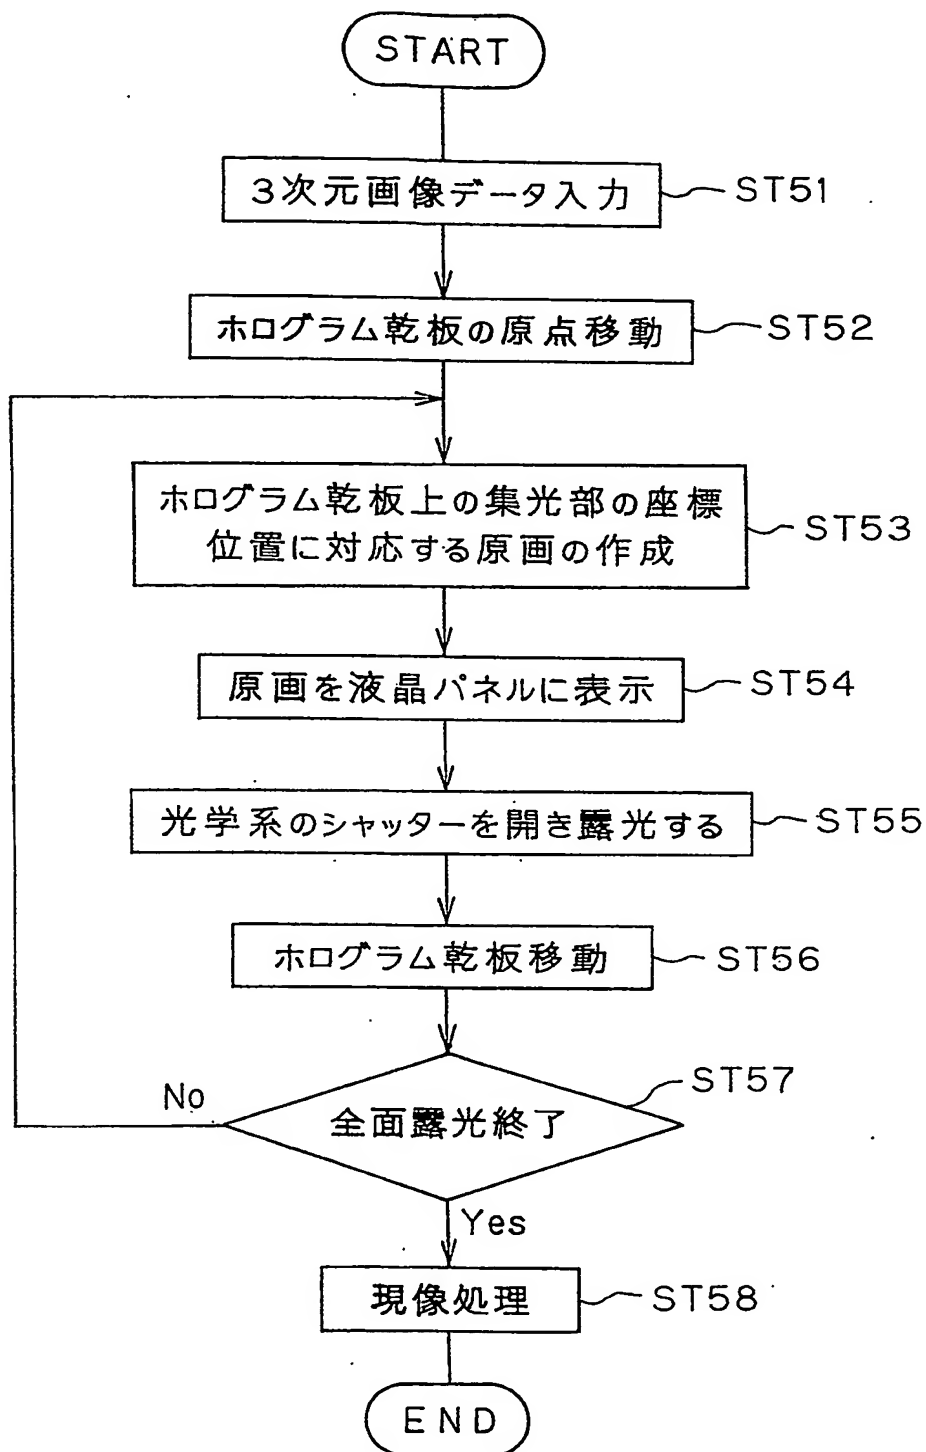 START
3次元画像データ入力
ST51
ホログラム乾板の原点移動
ST52
ホログラム乾板上の集光部の座標
位置に対応する原画の作成
ST53
原画を液晶パネルに表示
ST54
光学系のシャッターを開き露光する
ST55
ホログラム乾板移動
ST56
全面露光終了
ST57
No
Yes
現像処理
ST58
END